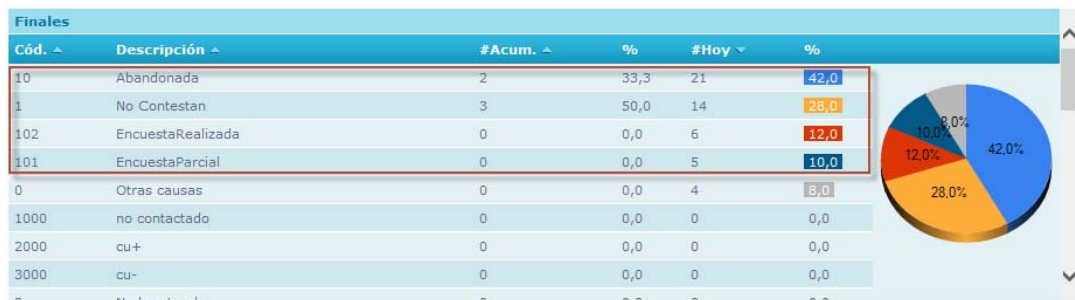 Finales
Cód. Descripción #Acum. % #Hoy %
10 Abandonada 2 33,3 21 42,0
1 No Contestan 3 50,0 14 28,0
102 EncuestaRealizada 0 0,0 6 12,0
101 EncuestaParcial 0 0,0 5 10,0
0 Otras causas 0 0,0 4 8,0
1000 no contactado 0 0,0 0 0,0
2000 cu+ 0 0,0 0 0,0
3000 cu- 0 0,0 0 0,0
8,0%
10,0%
12,0%
42,0%
28,0%